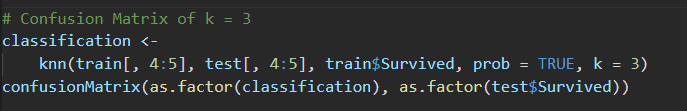 # Confusion Matrix of k = 3
classification <-
    knn(train[, 4:5], test[, 4:5], train$Survived, prob = TRUE, k = 3)
confusionMatrix(as.factor(classification), as.factor(test$Survived))